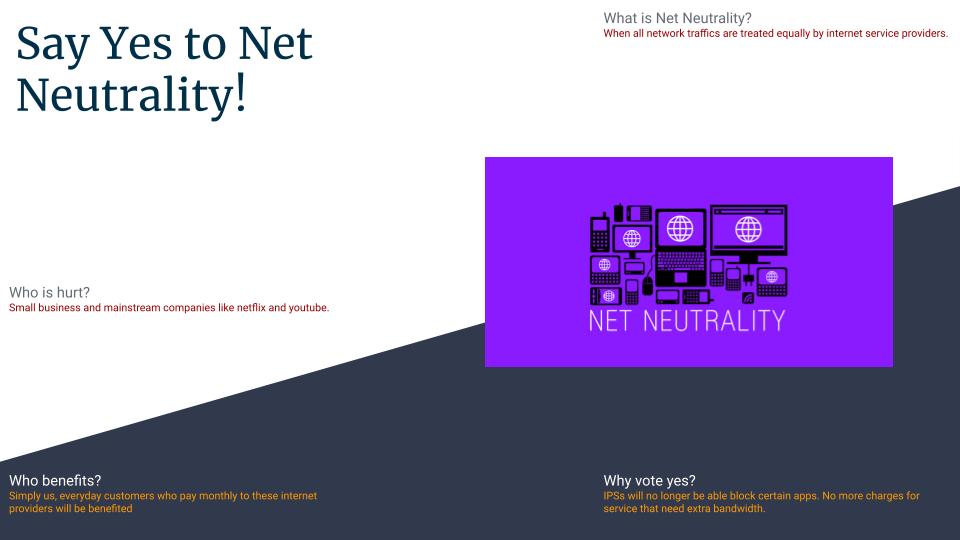 Say Yes to Net
Neutrality!
What is Net Neutrality?
When all network traffics are treated equally by internet service providers.
NET NEUTRALITY
Who is hurt?
Small business and mainstream companies like netflix and youtube.
Who benefits?
Simply us, everyday customers who pay monthly to these internet
providers will be benefited
Why vote yes?
IPSs will no longer be able block certain apps. No more charges for
service that need extra bandwidth.